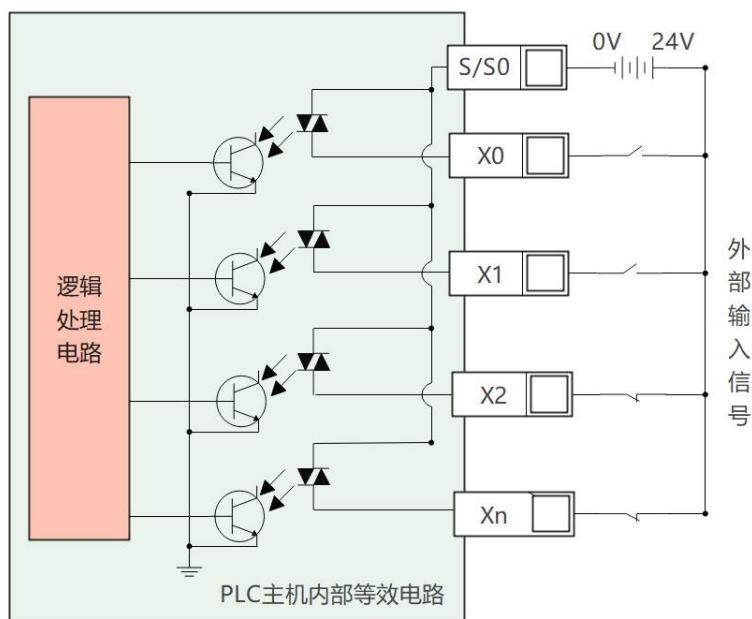 0V 24V
S/S0
X0
X1
X2
Xn
逻辑
处理
电路
外
部
输
入
信
号
PLC主机内部等效电路